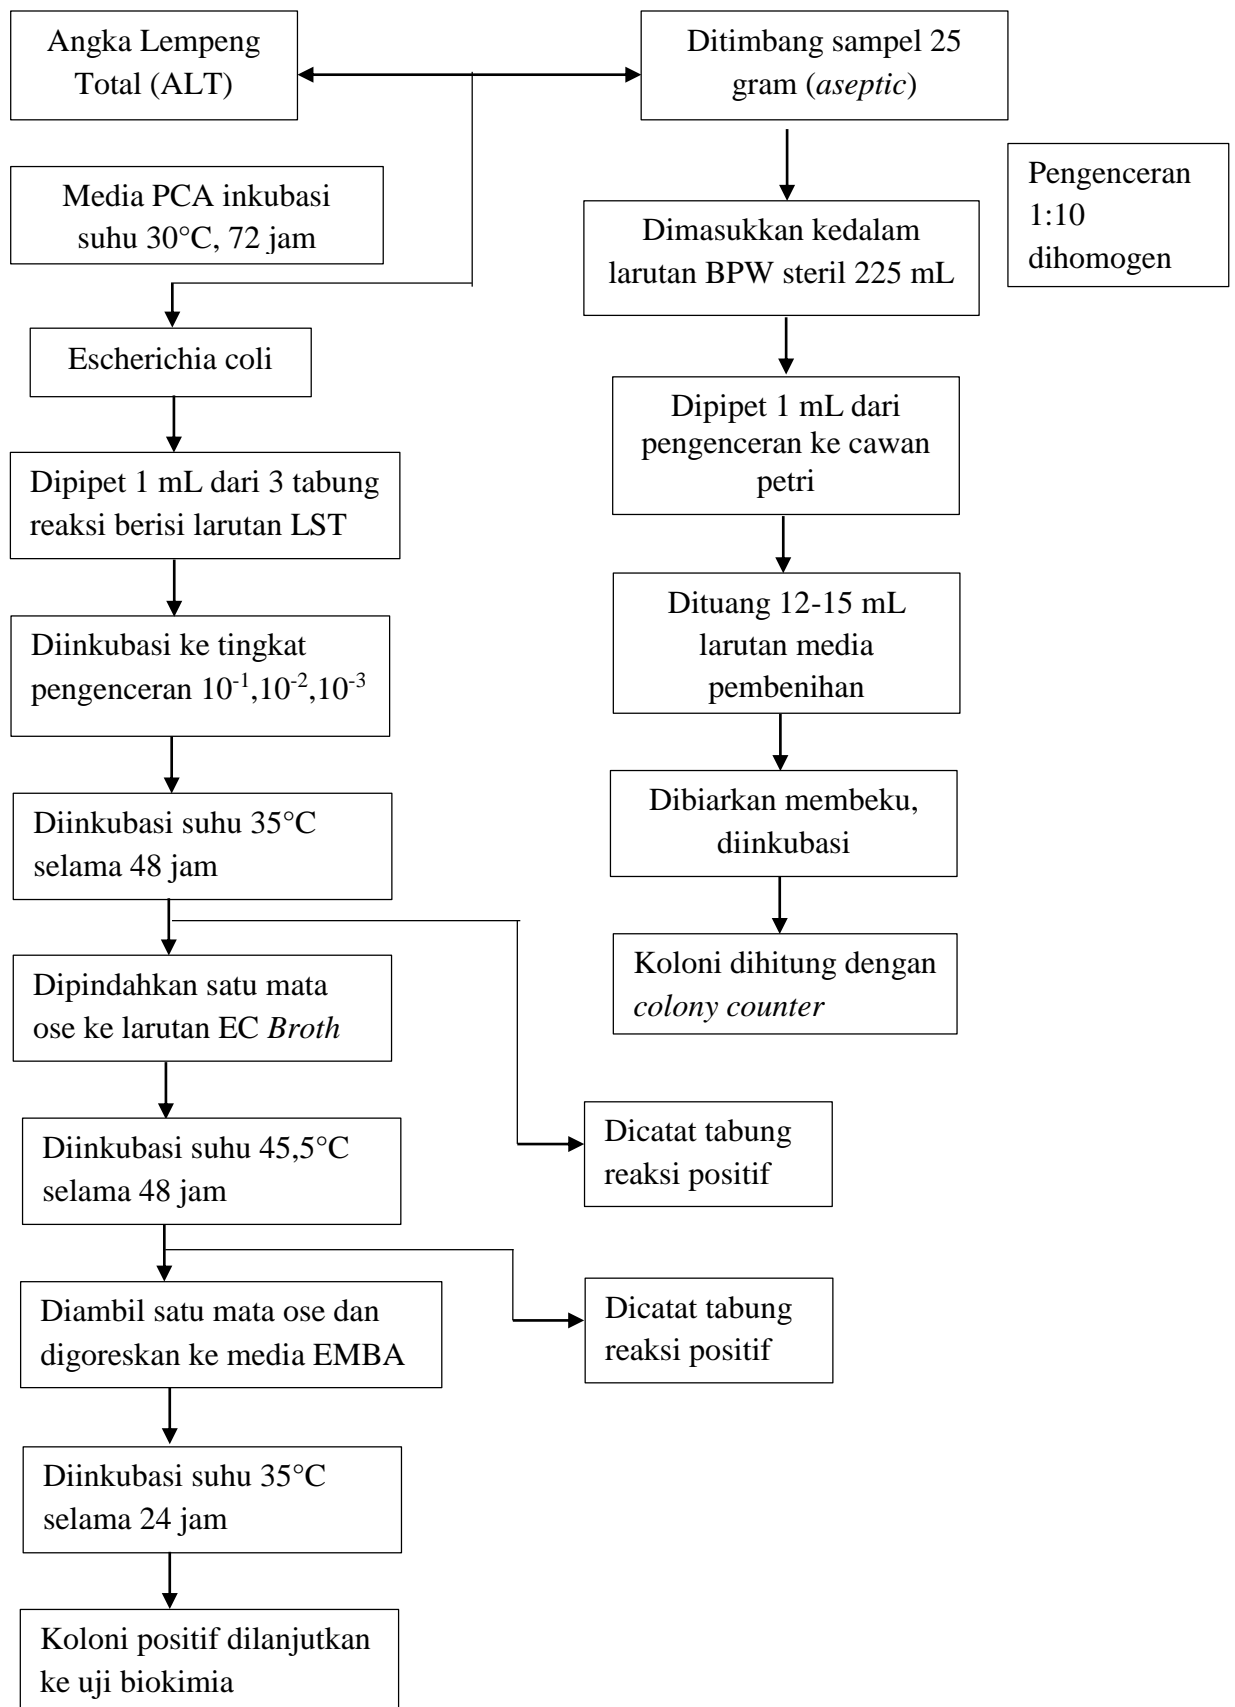 Angka Lempeng
Total (ALT)
Ditimbang sampel 25
gram (aseptic)
Media PCA inkubasi
suhu 30°C, 72 jam
Pengenceran
1:10
dihomogen
Dimasukkan kedalam
larutan BPW steril 225 mL
Escherichia coli
Dipipet 1 mL dari
pengenceran ke cawan
petri
Dipipet 1 mL dari 3 tabung
reaksi berisi larutan LST
Dituang 12-15 mL
larutan media
pembenihan
Diinkubasi ke tingkat
pengenceran 10⁻¹,10⁻²,10⁻³
Dibiarkan membeku,
diinkubasi
Diinkubasi suhu 35°C
selama 48 jam
Koloni dihitung dengan
colony counter
Dipindahkan satu mata
ose ke larutan EC Broth
Dicatat tabung
reaksi positif
Diinkubasi suhu 45,5°C
selama 48 jam
Diambil satu mata ose dan
digoreskan ke media EMBA
Dicatat tabung
reaksi positif
Diinkubasi suhu 35°C
selama 24 jam
Koloni positif dilanjutkan
ke uji biokimia